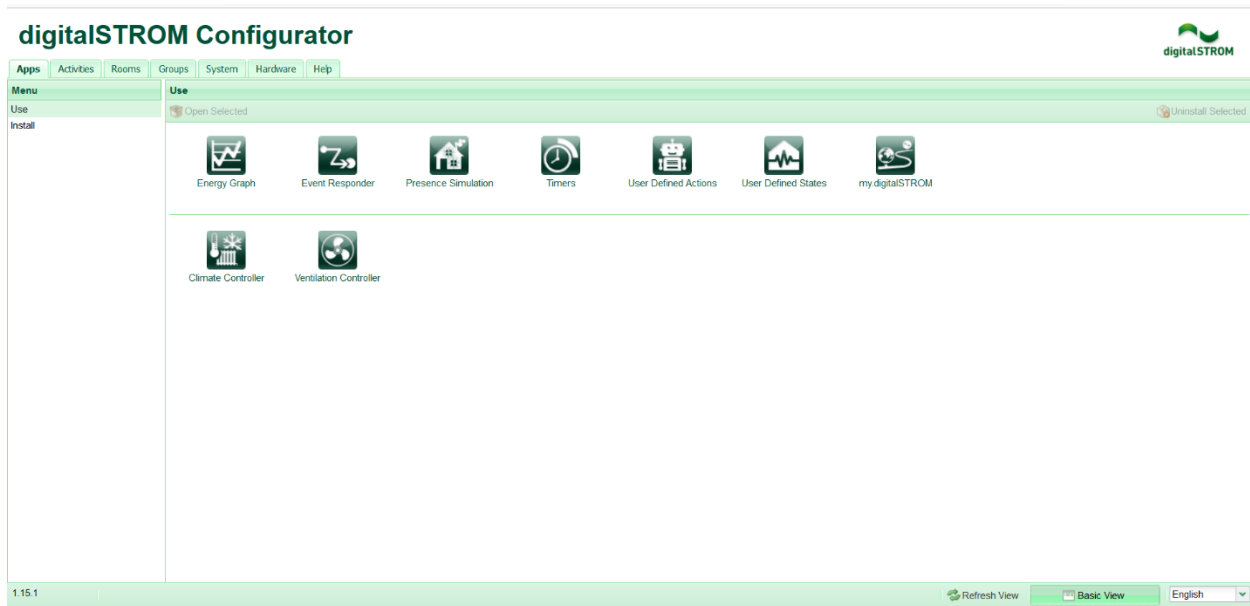 digitalSTROM Configurator
digitalSTROM
Apps Activities Rooms Groups System Hardware Help
Menu
Use
Use
Open Selected
Uninstall Selected
Install
Energy Graph
Event Responder
Presence Simulation
Timers
User Defined Actions
User Defined States
my.digitalSTROM
Climate Controller
Ventilation Controller
1.15.1
Refresh View
Basic View
English